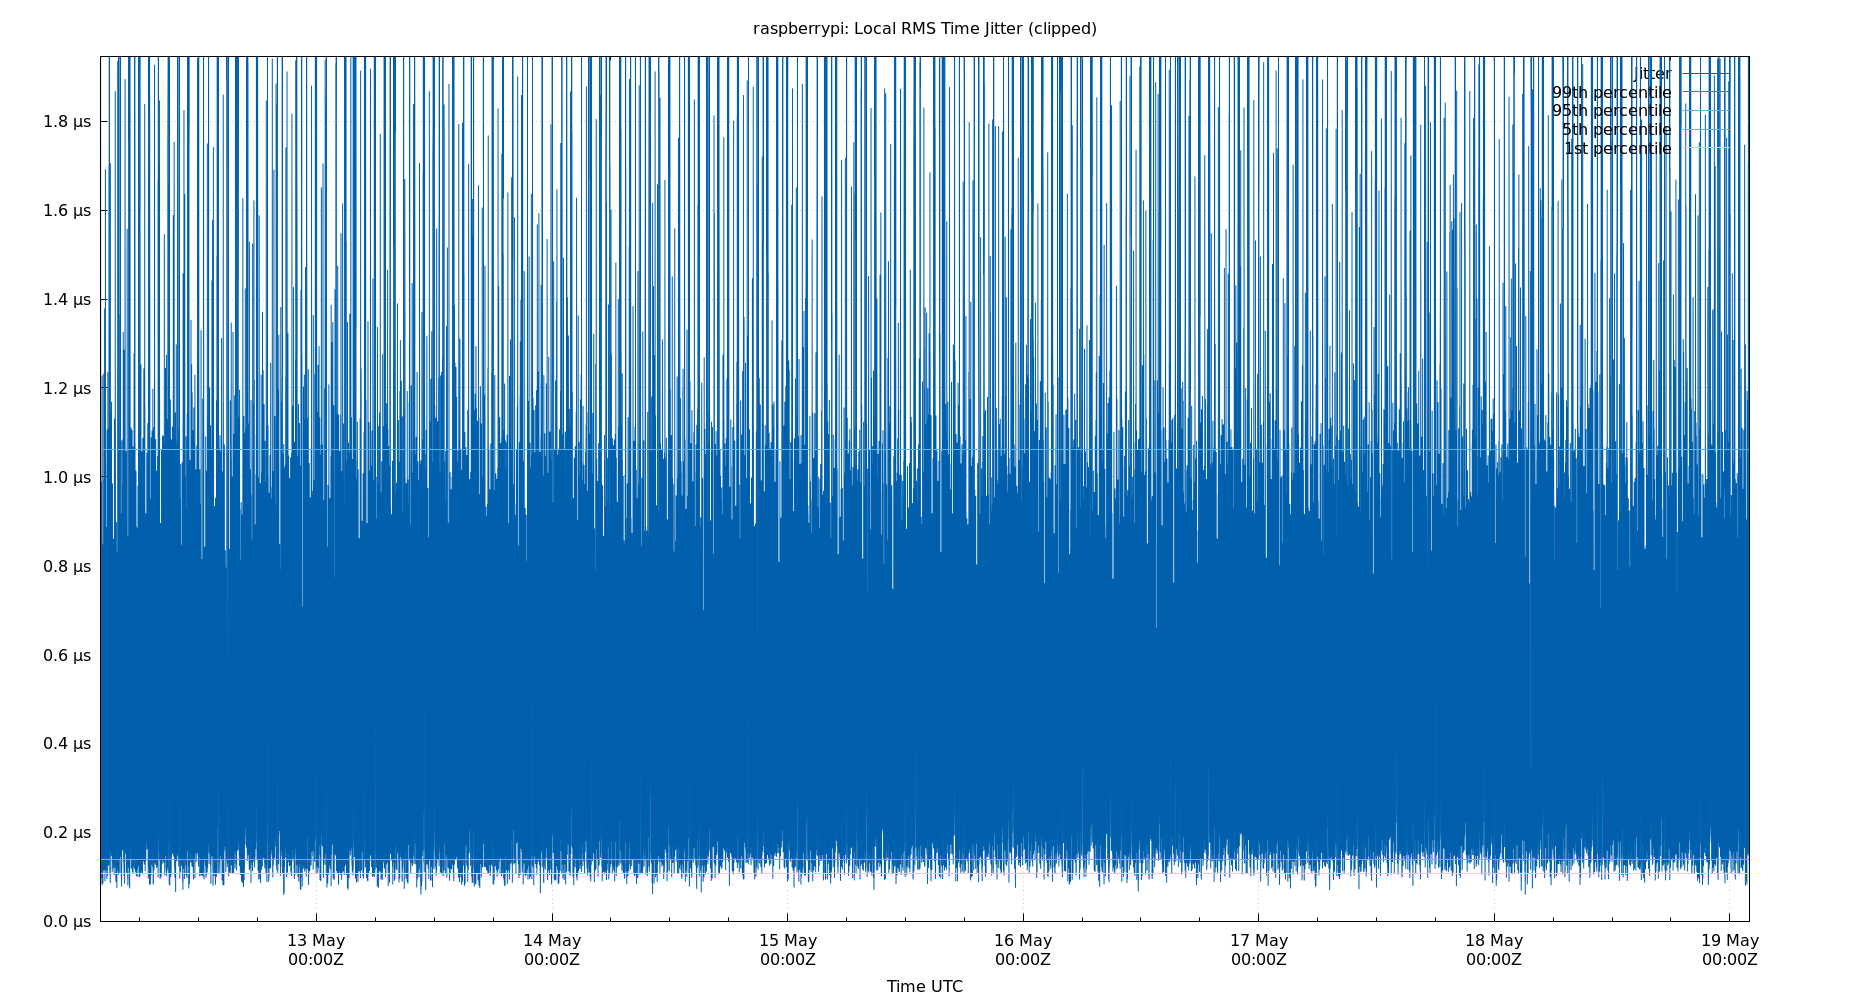 raspberrypi: Local RMS Time Jitter (clipped)
Jitter
99th percentile
95th percentile
5th percentile
1st percentile
1.8 µs
1.6 µs
1.4 µs
1.2 µs
1.0 µs
0.8 µs
0.6 µs
0.4 µs
0.2 µs
0.0 µs
13 May 14 May 15 May 16 May 17 May 18 May 19 May
00:00Z 00:00Z 00:00Z 00:00Z 00:00Z 00:00Z 00:00Z
Time UTC